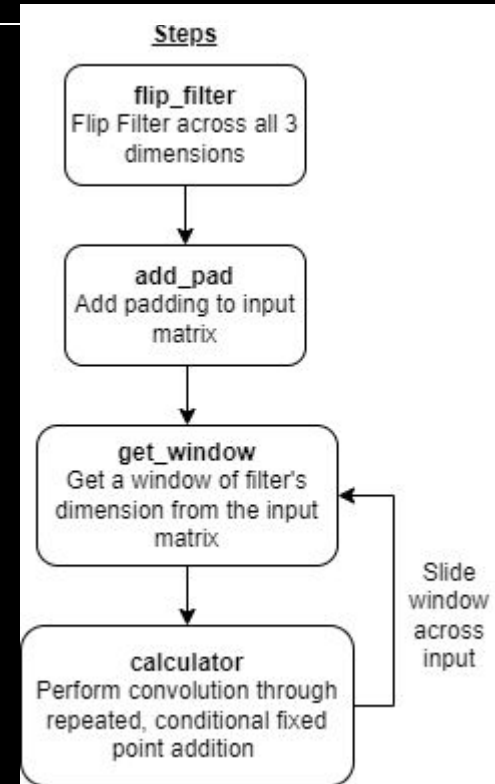 Steps
flip_filter
Flip Filter across all 3
dimensions
add_pad
Add padding to input
matrix
get_window
Get a window of filter's
dimension from the input
matrix
Slide
window
across
input
calculator
Perform convolution through
repeated, conditional fixed
point addition